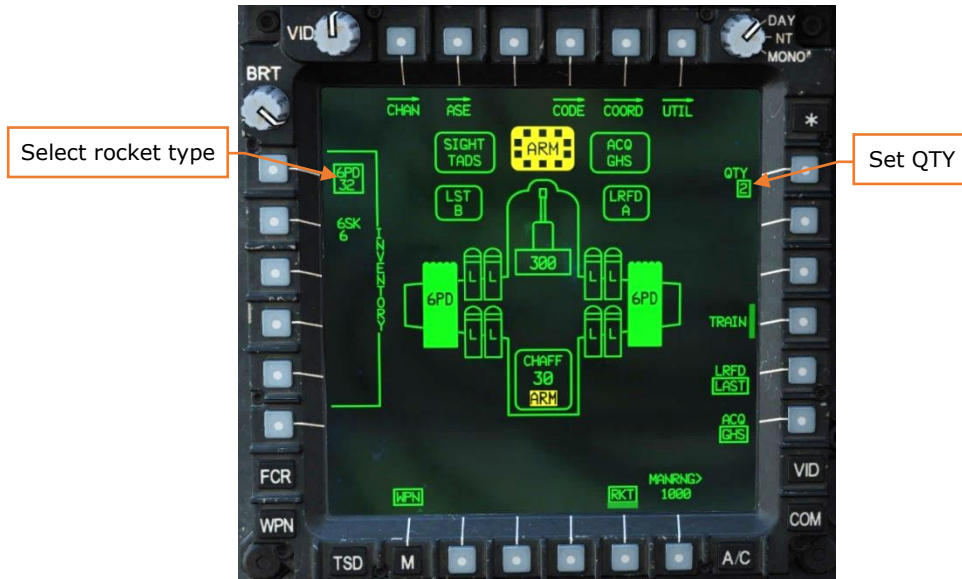 VID
DAY
NT
MONO
BRT
CHAN
ASE
CODE
COORD
UTIL
*
Select rocket type
SIGHT
TADS
ARM
ACQ
GHS
QTY
2
Set QTY
6PD
32
LST
B
LRFD
A
6SK
6
INVENTORY
300
L
L
L
L
6PD
6PD
L
L
L
L
TRAIN
CHAFF
30
ARM
LRFD
LAST
ACQ
GHS
FCR
VID
WPN
RKT
MANRNG>
1000
WPN
COM
TSD
M
A/C